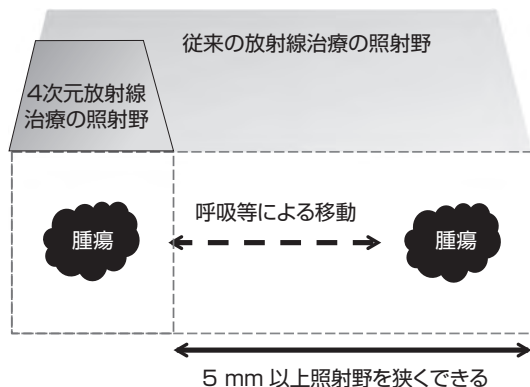 従来の放射線治療の照射野
4次元放射線
治療の照射野
呼吸等による移動
腫瘍
腫瘍
5 mm 以上照射野を狭くできる